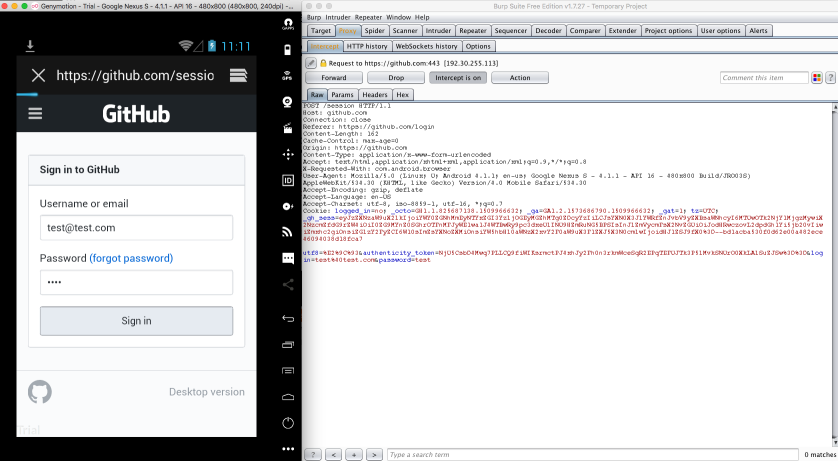 Genymotion - Trial - Google Nexus S - 4.1.1 - API 16 - 480x800 (480x800, 240dpi) -...
11:11
https://github.com/sessio
GitHub
Sign in to GitHub
Username or email
test@test.com
Password (forgot password)
••••
Sign in
Desktop version
Trial
GAPPS
GPS
ID
Burp Suite Free Edition v1.7.27 - Temporary Project
Burp Intruder Repeater Window Help
Target Proxy Spider Scanner Intruder Repeater Sequencer Decoder Comparer Extender Project options User options Alerts
Intercept HTTP history WebSockets history Options
Request to https://github.com:443 [192.30.255.113]
Forward Drop Intercept is on Action Comment this item ?
Raw Params Headers Hex
POST /session HTTP/1.1
Host: github.com
Connection: close
Referer: https://github.com/login
Content-Length: 162
Cache-Control: max-age=0
Origin: https://github.com
Content-Type: application/x-www-form-urlencoded
Accept: text/html,application/xhtml+xml,application/xml;q=0.9,*/*;q=0.8
X-Requested-With: com.android.browser
User-Agent: Mozilla/5.0 (Linux; U; Android 4.1.1; en-us; Google Nexus S - 4.1.1 - API 16 - 480x800 Build/JRO03S)
AppleWebKit/534.30 (KHTML, like Gecko) Version/4.0 Mobile Safari/534.30
Accept-Encoding: gzip, deflate
Accept-Language: en-US
Accept-Charset: utf-8, iso-8859-1, utf-16, *;q=0.7
Cookie: logged_in=no; _octo=GH1.1.825687138.1509966632; _ga=GA1.2.1573686790.1509966632; _gat=1; tz=UTC;
utf8=%E2%9C%93&authenticity_token=
in=test%40test.com&password=test
? < + > Type a search term 0 matches